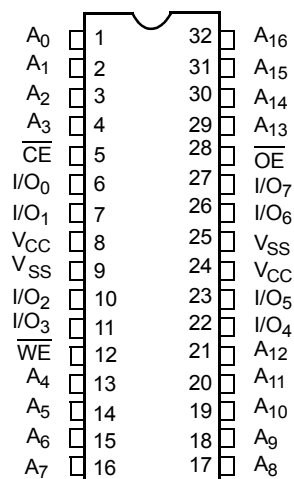 A0 1 32 A16
A1 2 31 A15
A2 3 30 A14
A3 4 29 A13
C̅E̅ 5 28 O̅E̅
I/O0 6 27 I/O7
I/O1 7 26 I/O6
VCC 8 25 VSS
VSS 9 24 VCC
I/O2 10 23 I/O5
I/O3 11 22 I/O4
W̅E̅ 12 21 A12
A4 13 20 A11
A5 14 19 A10
A6 15 18 A9
A7 16 17 A8